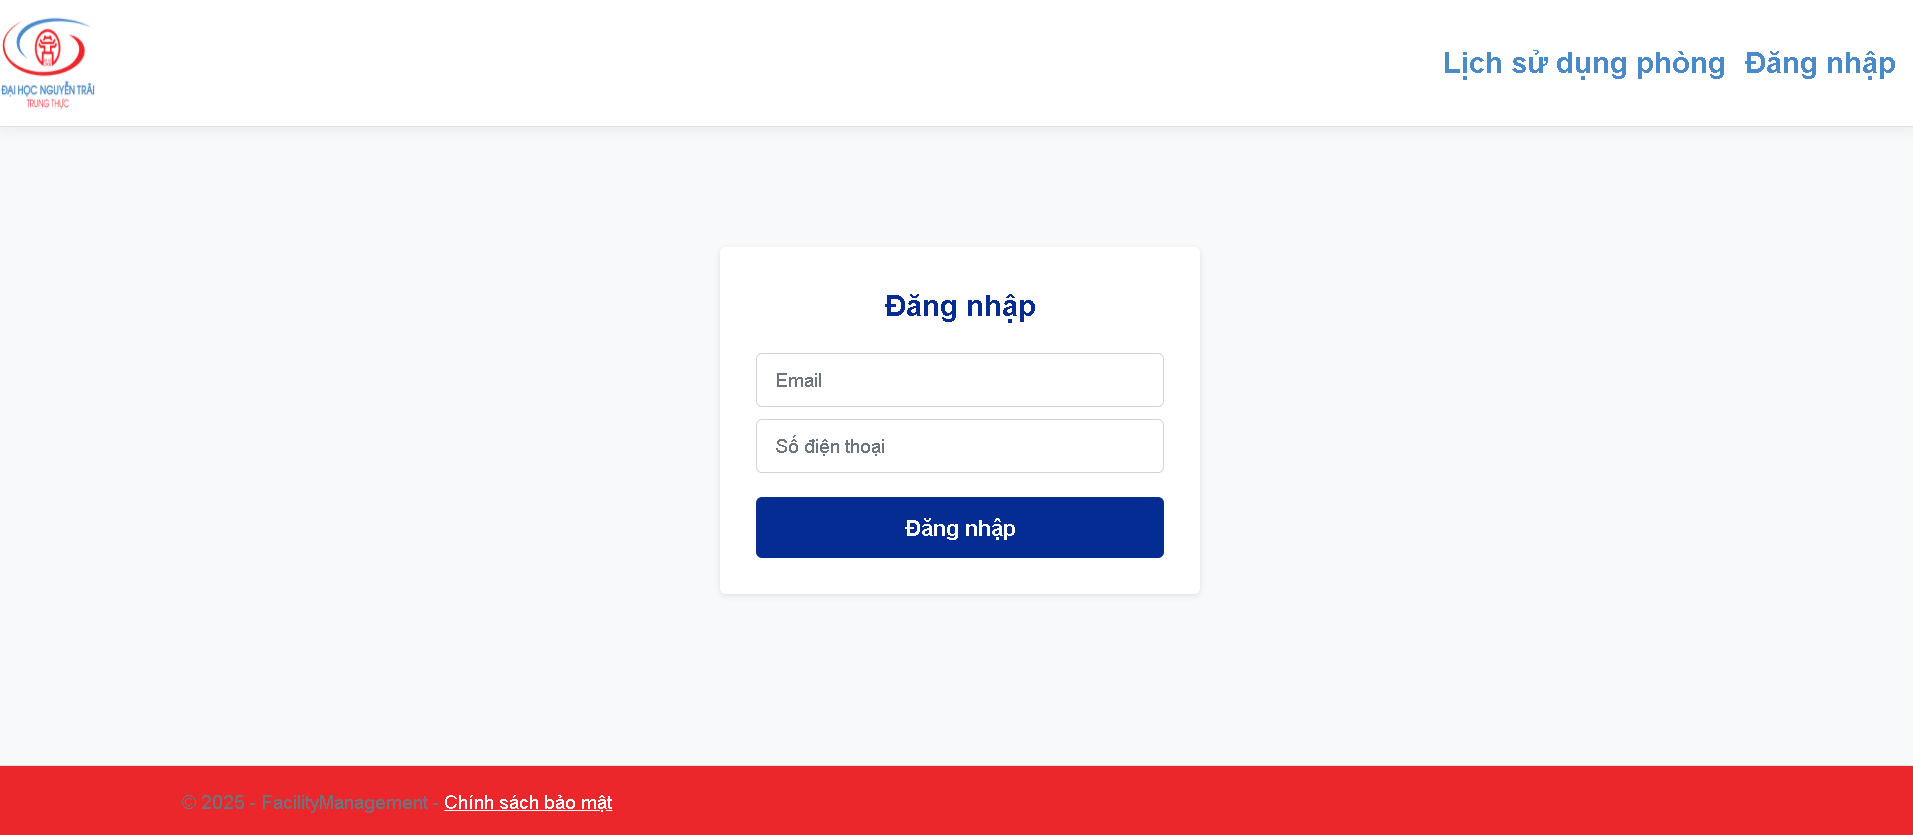 ĐẠI HỌC NGUYỄN TRÃI
TRUNG THỰC
Lịch sử dụng phòng Đăng nhập
Đăng nhập
Email
Số điện thoại
Đăng nhập
© 2025 - FacilityManagement - Chính sách bảo mật